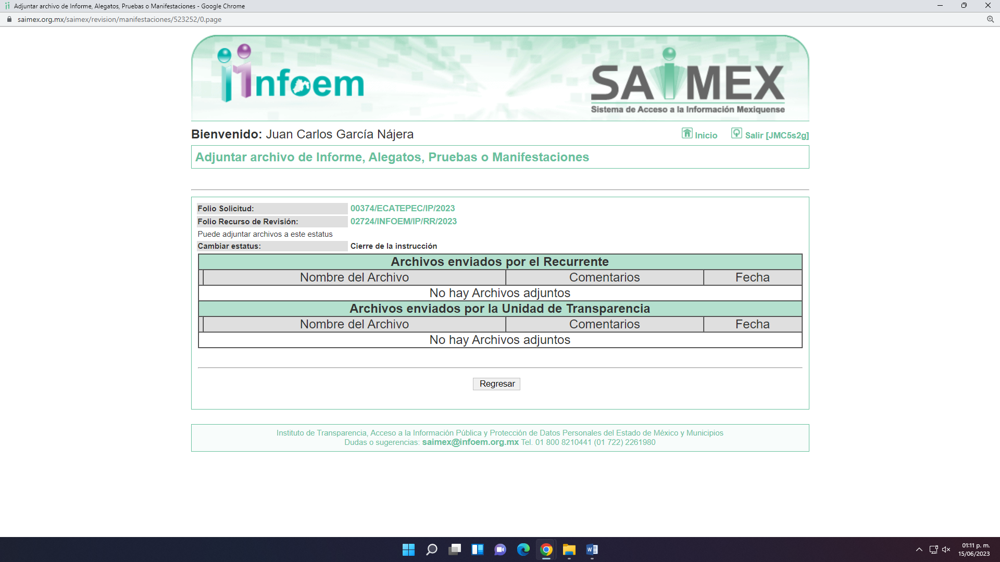 Adjuntar archivo de Informe, Alegatos, Pruebas o Manifestaciones - Google Chrome
saimex.org.mx/saimex/revision/manifestaciones/523252/0.page
infoem
SAIMEX
Sistema de Acceso a la Información Mexiquense
Bienvenido: Juan Carlos García Nájera
Inicio
Salir [JMC5s2g]
Adjuntar archivo de Informe, Alegatos, Pruebas o Manifestaciones
Folio Solicitud: 00374/ECATEPEC/IP/2023
Folio Recurso de Revisión: 02724/INFOEM/IP/RR/2023
Puede adjuntar archivos a este estatus
Cambiar estatus: Cierre de la instrucción
Archivos enviados por el Recurrente
Nombre del Archivo Comentarios Fecha
No hay Archivos adjuntos
Archivos enviados por la Unidad de Transparencia
Nombre del Archivo Comentarios Fecha
No hay Archivos adjuntos
Regresar
Instituto de Transparencia, Acceso a la Información Pública y Protección de Datos Personales del Estado de México y Municipios
Dudas o sugerencias: saimex@infoem.org.mx Tel. 01 800 8210441 (01 722) 2261980
01:11 p. m.
15/06/2023